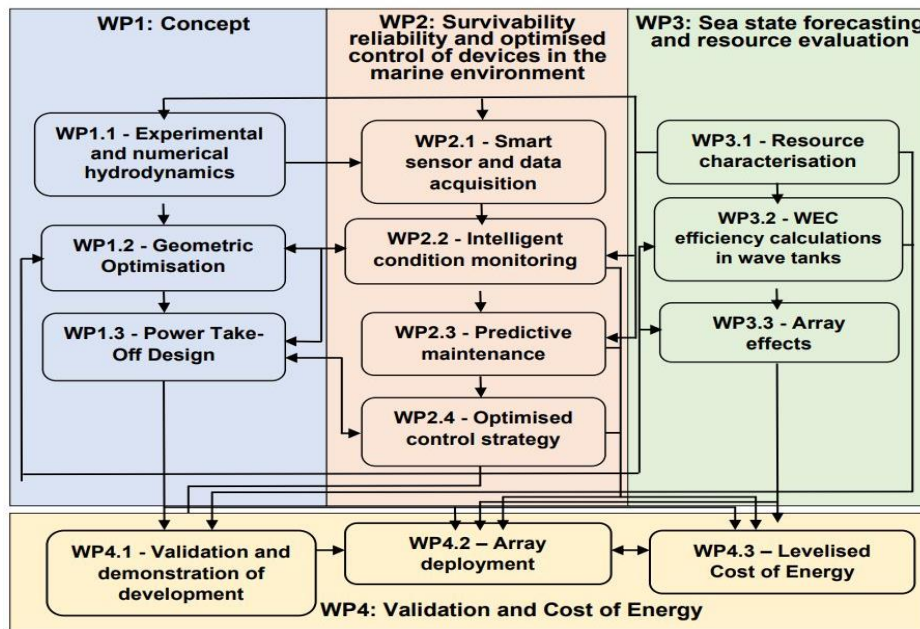 WP1: Concept
WP2: Survivability
reliability and optimised
control of devices in the
marine environment
WP3: Sea state forecasting
and resource evaluation
WP1.1 - Experimental
and numerical
hydrodynamics
WP1.2 - Geometric
Optimisation
WP1.3 - Power Take-
Off Design
WP2.1 - Smart
sensor and data
acquisition
WP2.2 - Intelligent
condition monitoring
WP2.3 - Predictive
maintenance
WP2.4 - Optimised
control strategy
WP3.1 - Resource
characterisation
WP3.2 - WEC
efficiency calculations
in wave tanks
WP3.3 - Array
effects
WP4.1 - Validation and
demonstration of
development
WP4.2 – Array
deployment
WP4.3 – Levelised
Cost of Energy
WP4: Validation and Cost of Energy